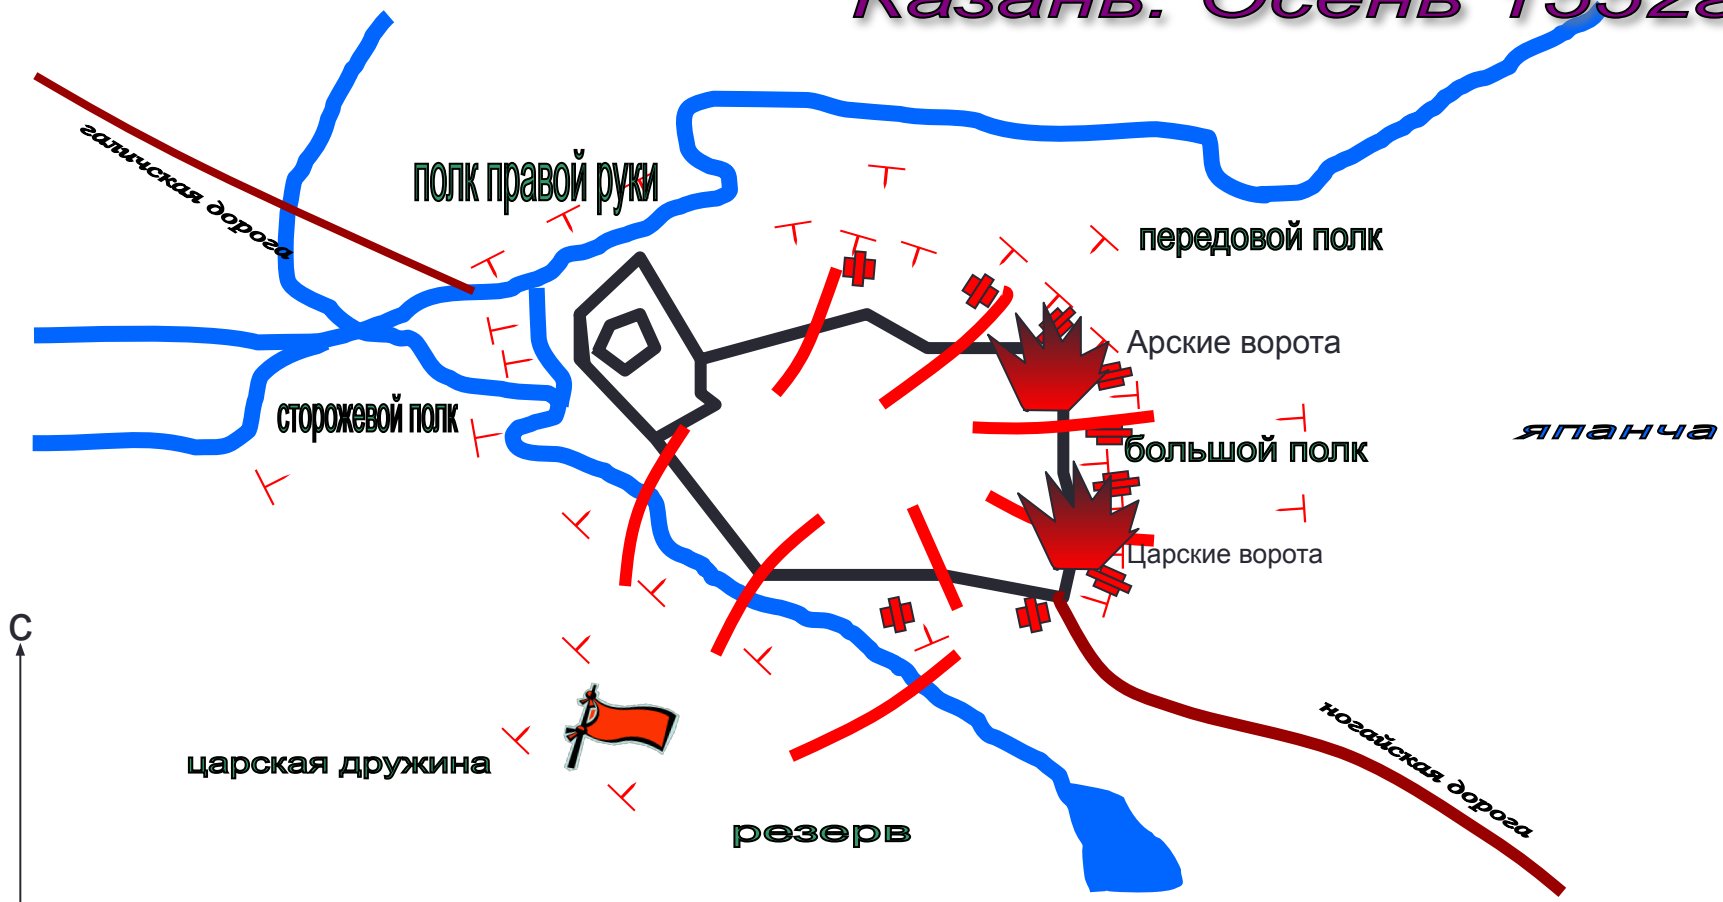 Казань. Осень 1552г
галичская дорога
полк правой руки
передовой полк
Арские ворота
сторожевой полк
большой полк
япанча
Царские ворота
С
царская дружина
ногайская дорога
резерв